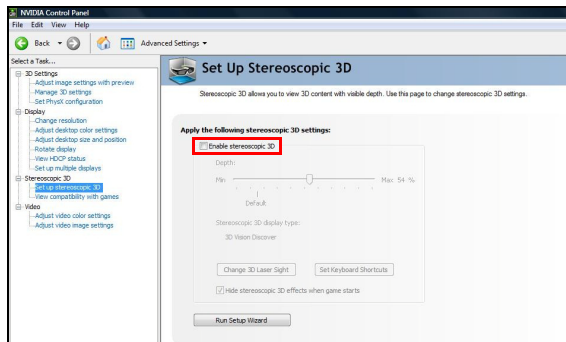 NVIDIA Control Panel
File Edit View Help
Back Advanced Settings
Select a Task...
3D Settings
Adjust image settings with preview
Manage 3D settings
Set PhysX configuration
Display
Change resolution
Adjust desktop color settings
Adjust desktop size and position
Rotate display
View HDCP status
Set up multiple displays
Stereoscopic 3D
Set up stereoscopic 3D
View compatibility with games
Video
Adjust video color settings
Adjust video image settings
Set Up Stereoscopic 3D
Stereoscopic 3D allows you to view 3D content with visible depth. Use this page to change stereoscopic 3D settings.
Apply the following stereoscopic 3D settings:
Enable stereoscopic 3D
Depth:
Min Max 54 %
Default
Stereoscopic 3D display type:
3D Vision Discover
Change 3D Laser Sight Set Keyboard Shortcuts
Hide stereoscopic 3D effects when game starts
Run Setup Wizard